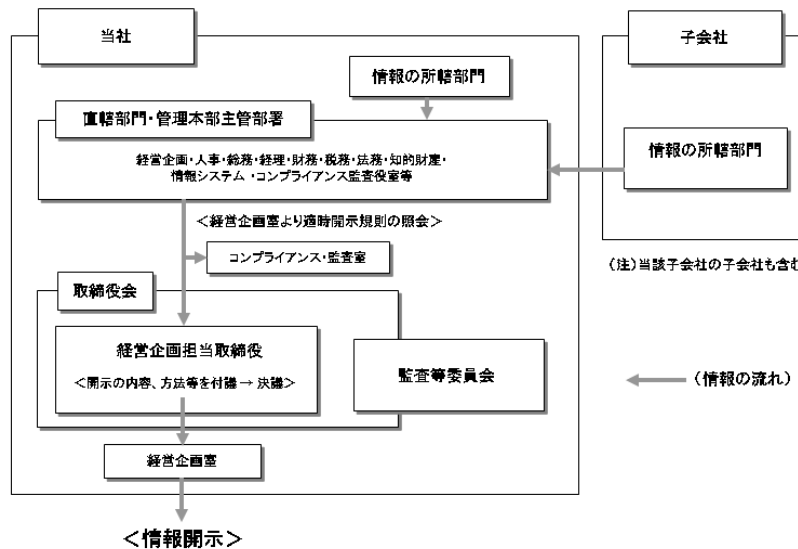 当社
子会社
情報の所轄部門
直轄部門・管理本部主管部署
経営企画・人事・総務・経理・財務・税務・法務・知的財産・
情報システム・コンプライアンス監査役室等
情報の所轄部門
＜経営企画室より適時開示規則の照会＞
コンプライアンス・監査室
（注）当該子会社の子会社も含む
取締役会
経営企画担当取締役
＜開示の内容、方法等を付議 → 決議＞
監査等委員会
（情報の流れ）
経営企画室
＜情報開示＞